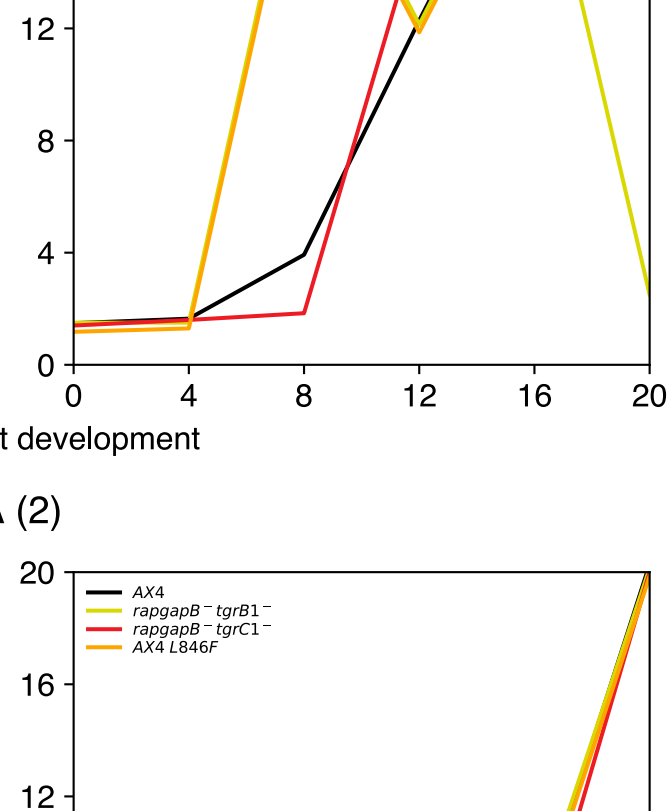 12
8
4
0
0 4 8 12 16 20
t development
(2)
20
AX4
rapgapB⁻tgrB1⁻
rapgapB⁻tgrC1⁻
AX4 L846F
16
12